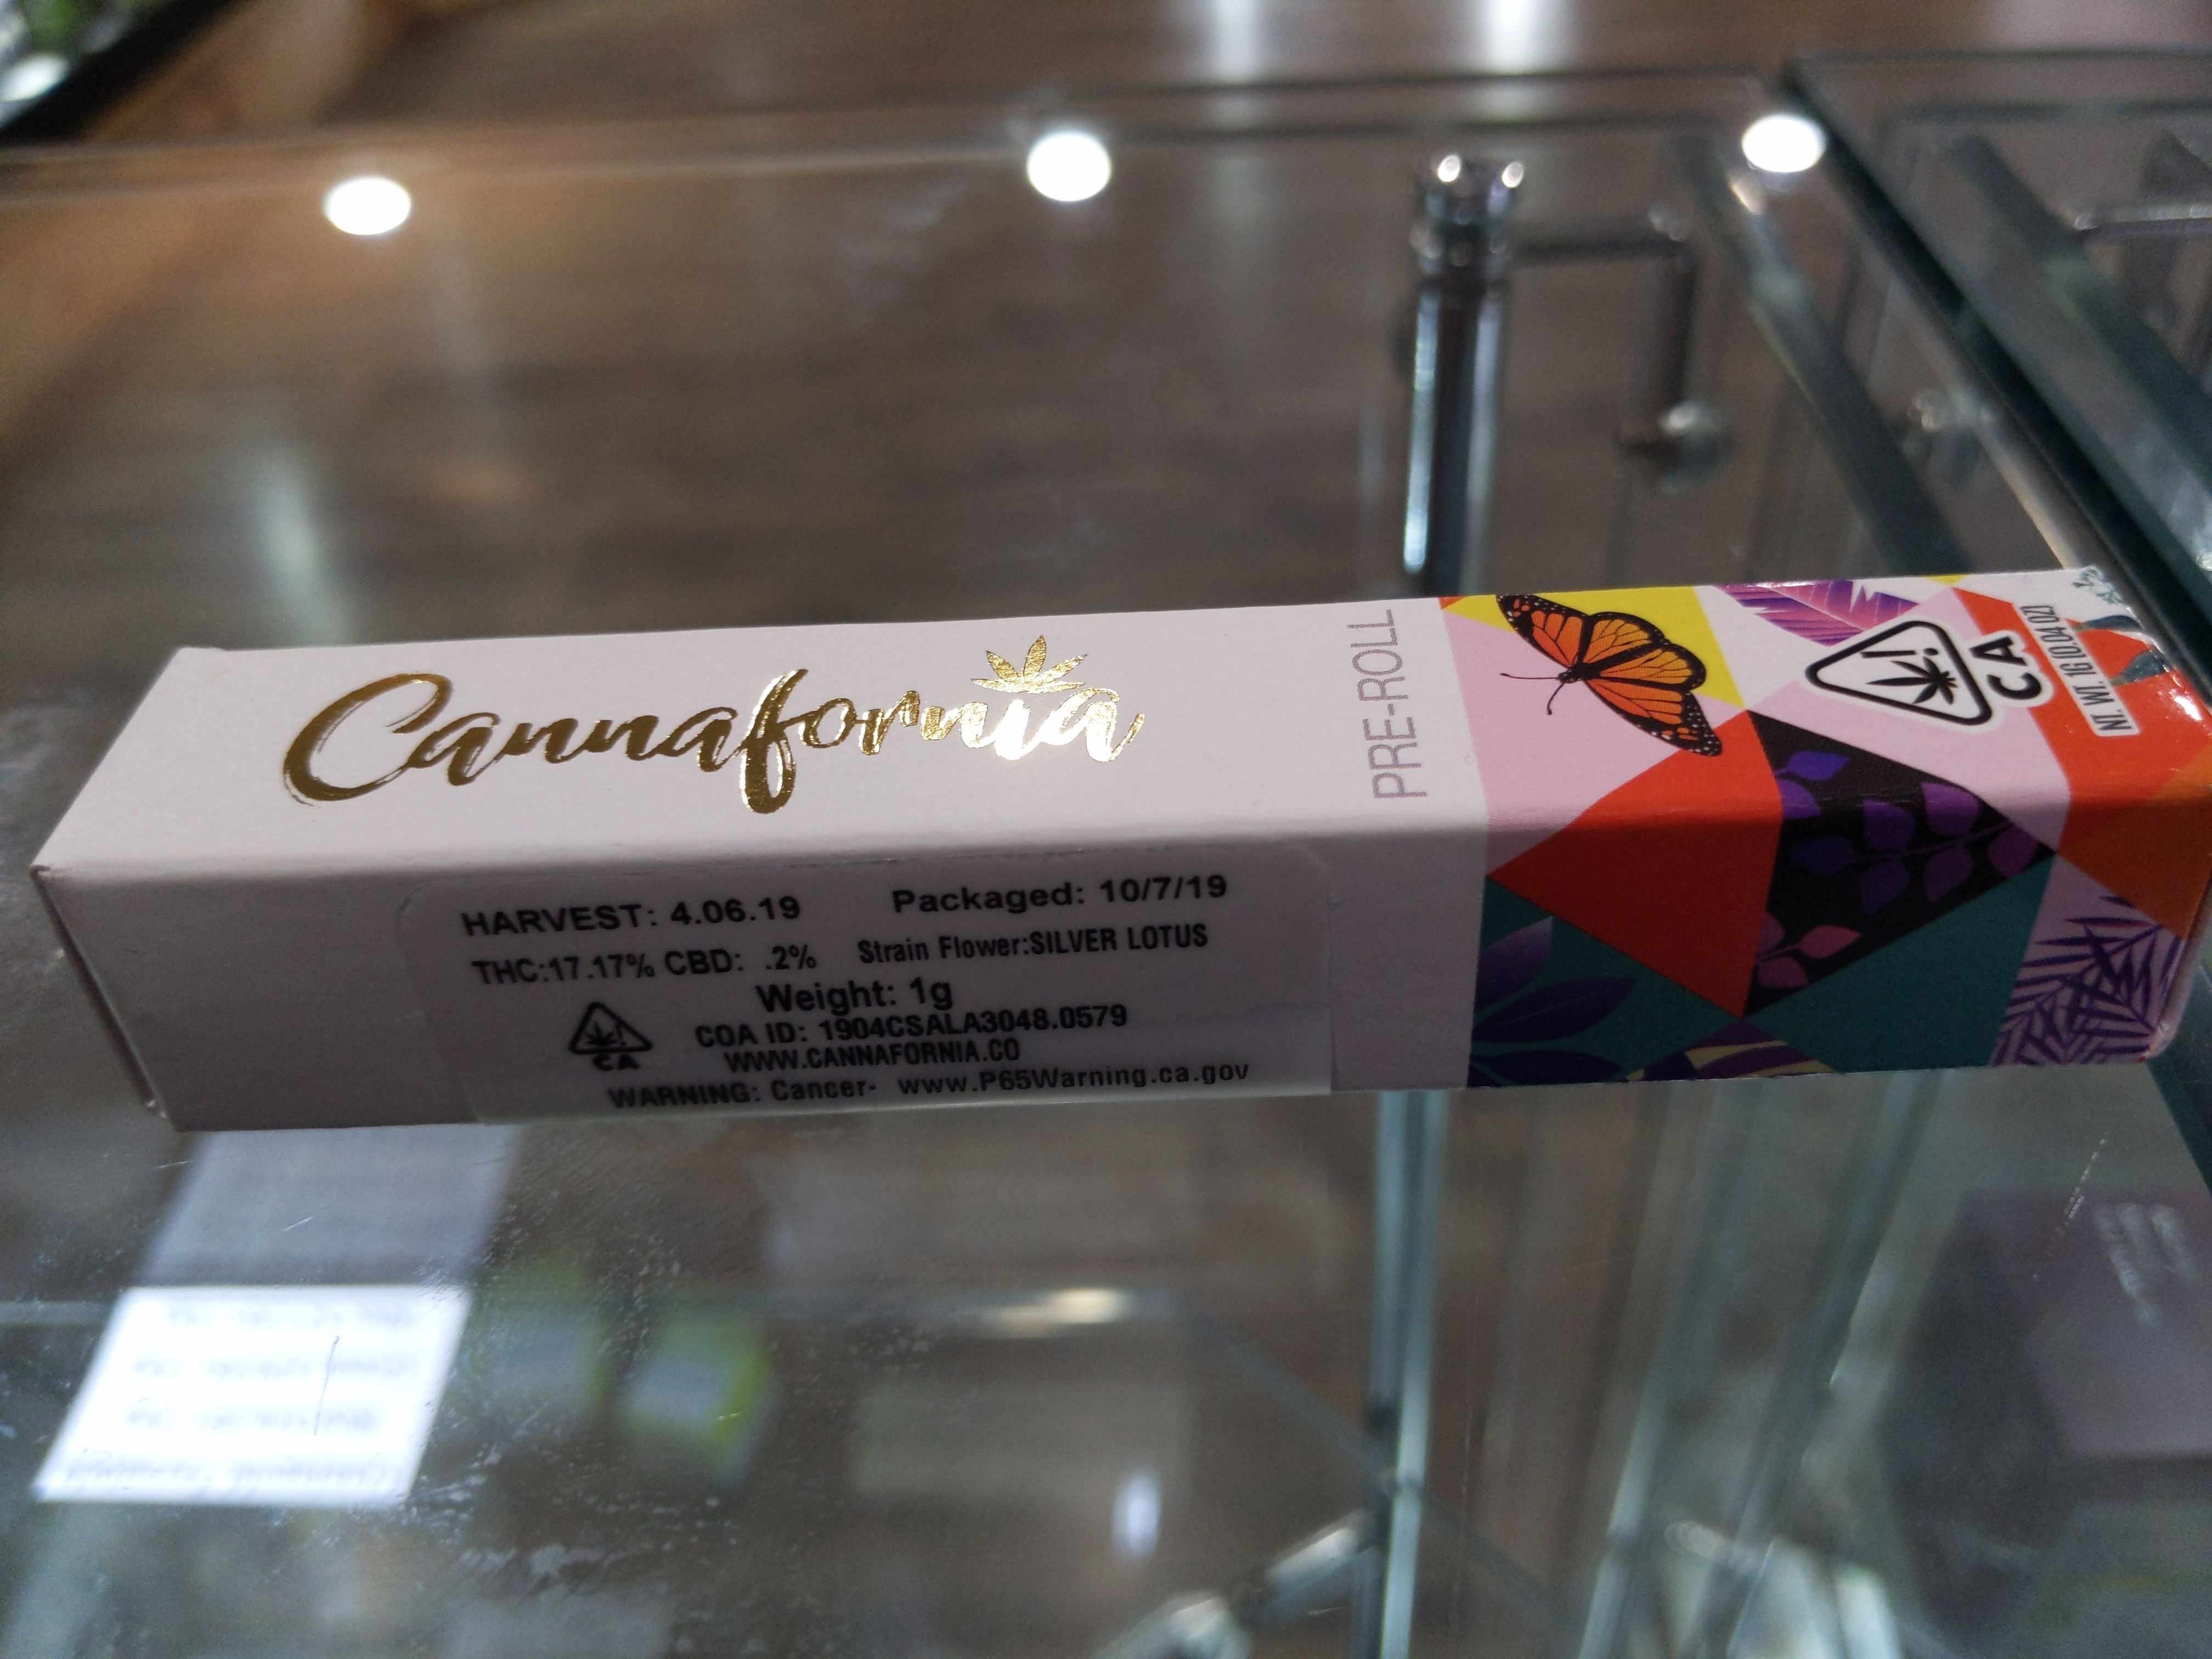 Cannafornia
PRE-ROLL
CA
NT. WT. 1G (0.04 OZ)
HARVEST: 4.06.19 Packaged: 10/7/19
THC:17.17% CBD: .2% Strain Flower:SILVER LOTUS
Weight: 1g
COA ID: 1904CSALA3048.0579
CA
WWW.CANNAFORNIA.CO
WARNING: Cancer- www.P65Warning.ca.gov